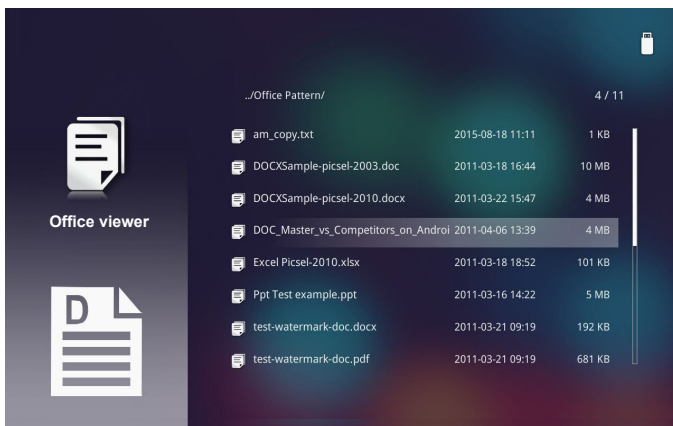 ../Office Pattern/ 4 / 11
am_copy.txt 2015-08-18 11:11 1 KB
DOCXSample-picsel-2003.doc 2011-03-18 16:44 10 MB
DOCXSample-picsel-2010.docx 2011-03-22 15:47 4 MB
Office viewer
DOC_Master_vs_Competitors_on_Androi 2011-04-06 13:39 4 MB
Excel Picsel-2010.xlsx 2011-03-18 18:52 101 KB
Ppt Test example.ppt 2011-03-16 14:22 5 MB
D
test-watermark-doc.docx 2011-03-21 09:19 192 KB
test-watermark-doc.pdf 2011-03-21 09:19 681 KB